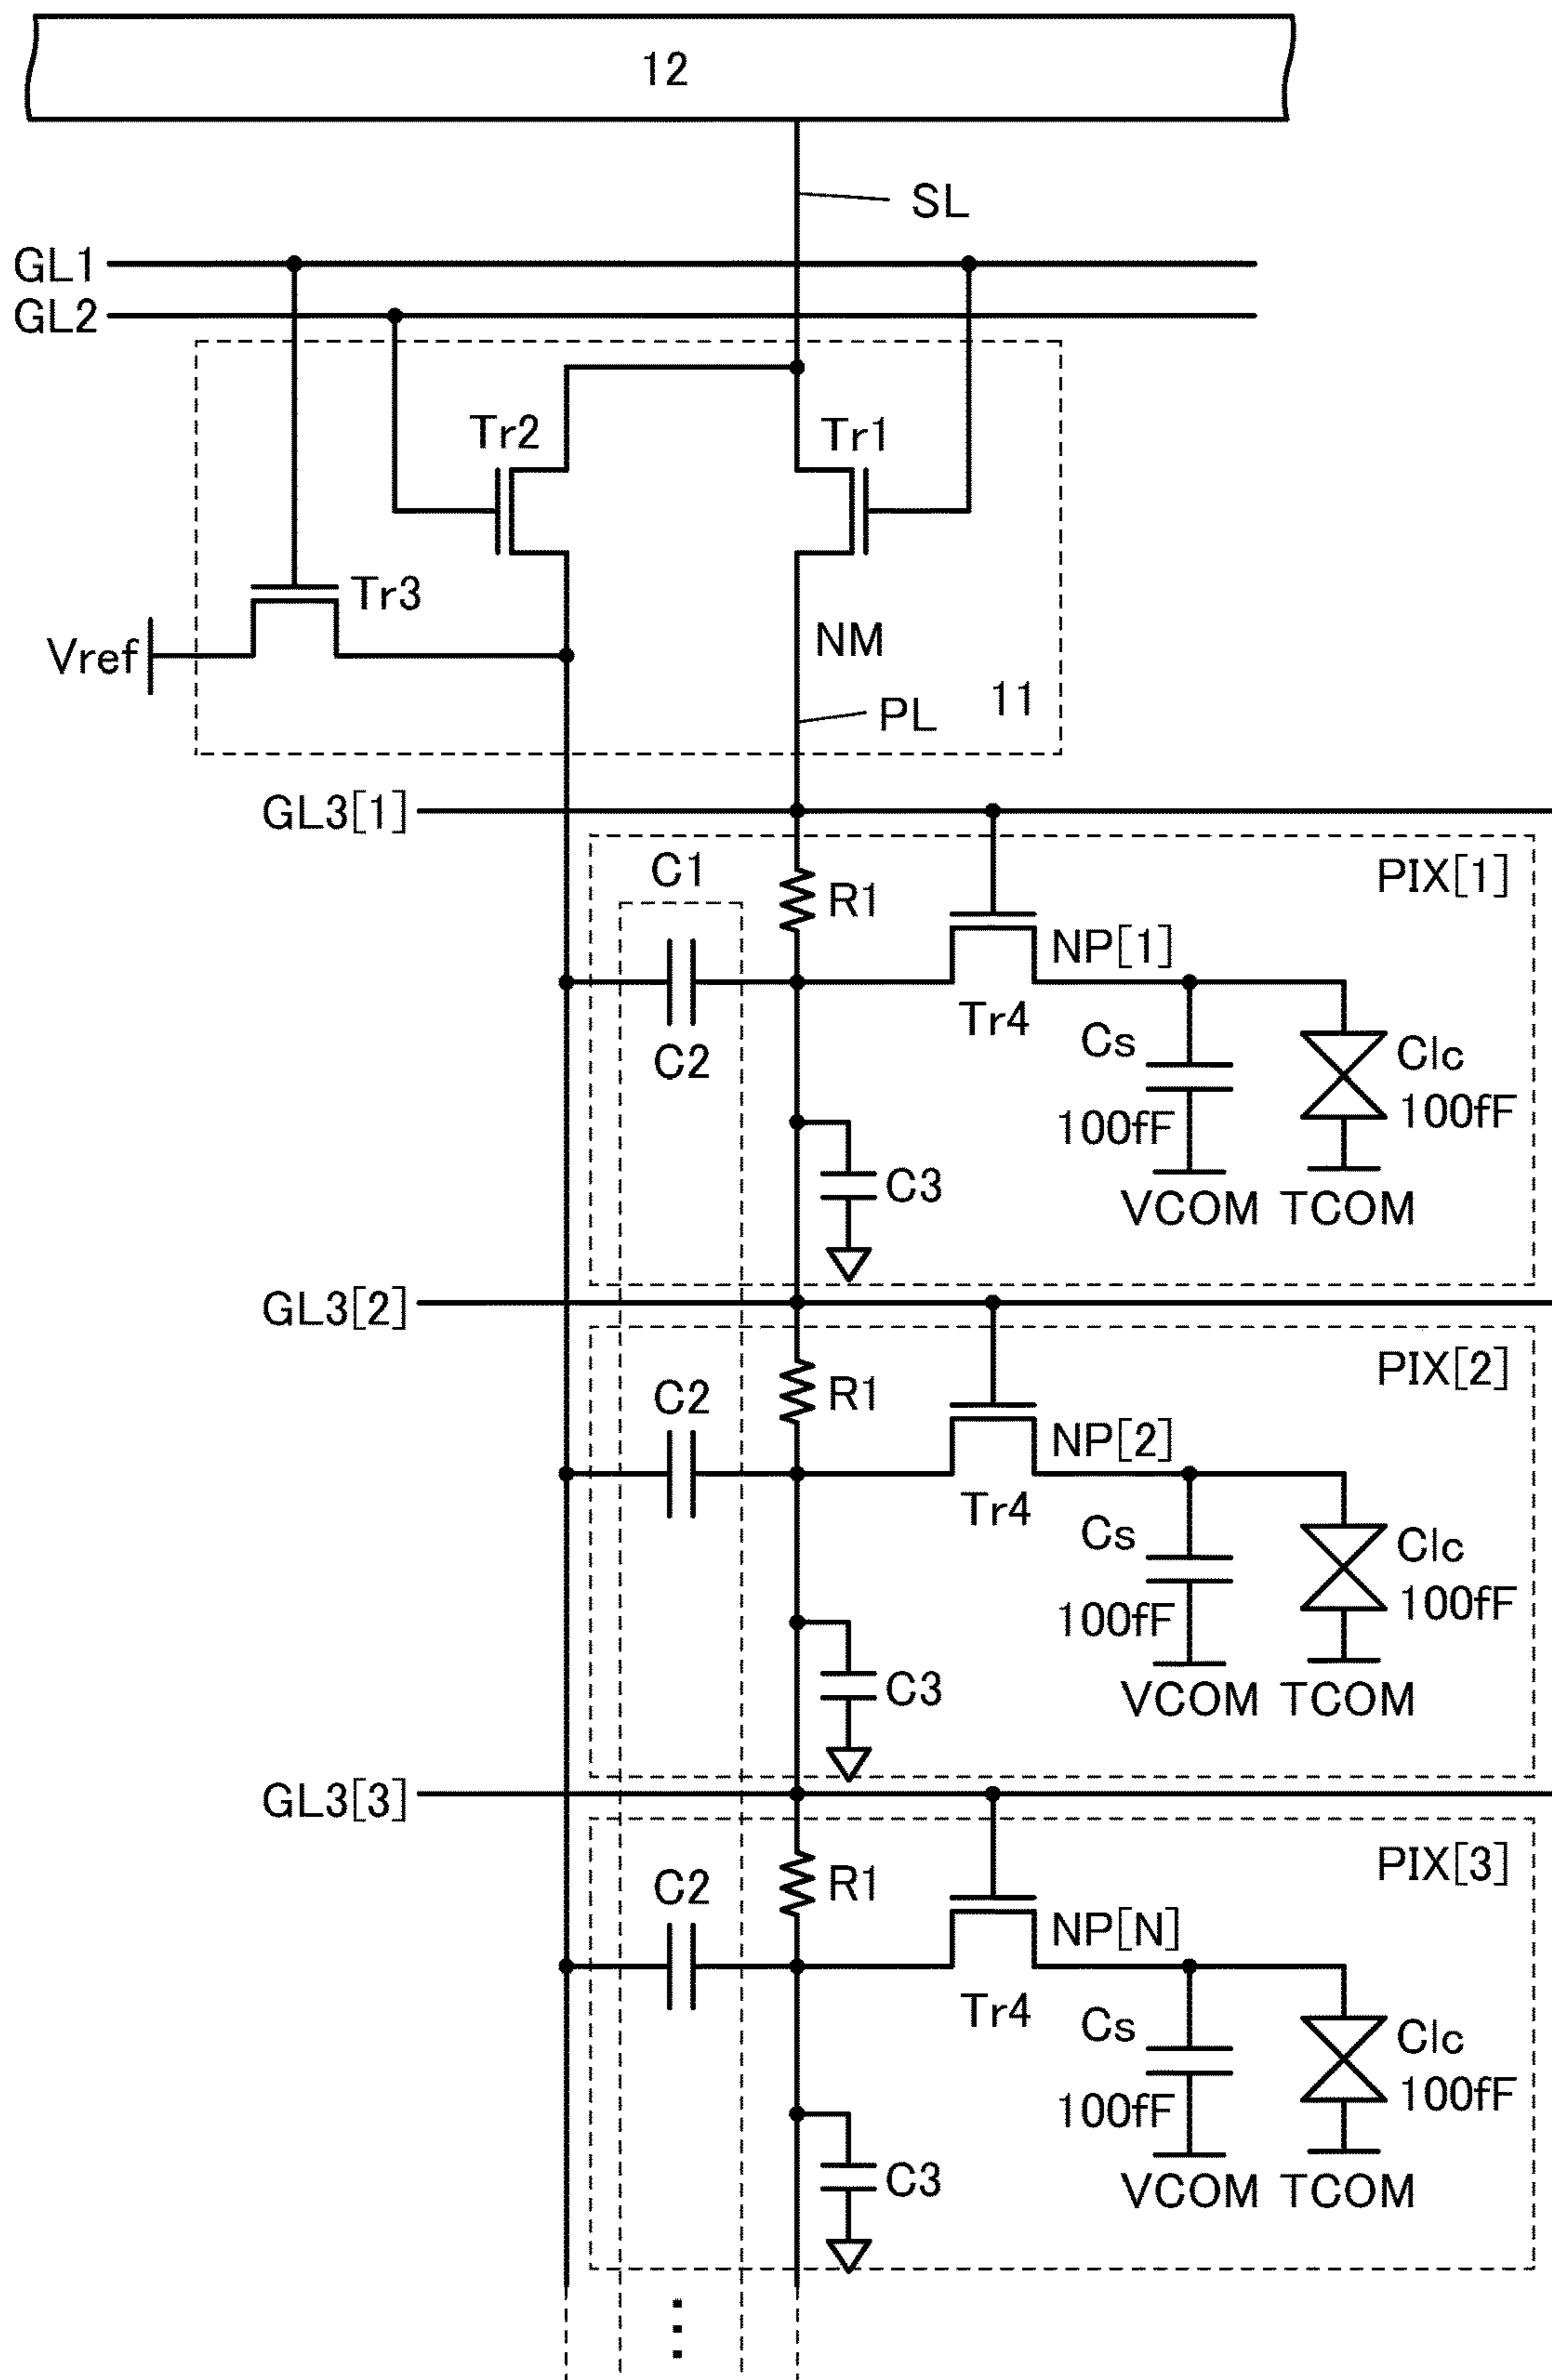 12
SL
GL1
GL2
Tr2
Tr1
Tr3
Vref
NM
PL
11
GL3[1]
PIX[1]
C1
R1
NP[1]
C2
Tr4
Cs
100fF
Clc
100fF
C3
VCOM
TCOM
GL3[2]
PIX[2]
C2
R1
NP[2]
Tr4
Cs
100fF
Clc
100fF
C3
VCOM
TCOM
GL3[3]
PIX[3]
C2
R1
NP[N]
Tr4
Cs
100fF
Clc
100fF
C3
VCOM
TCOM